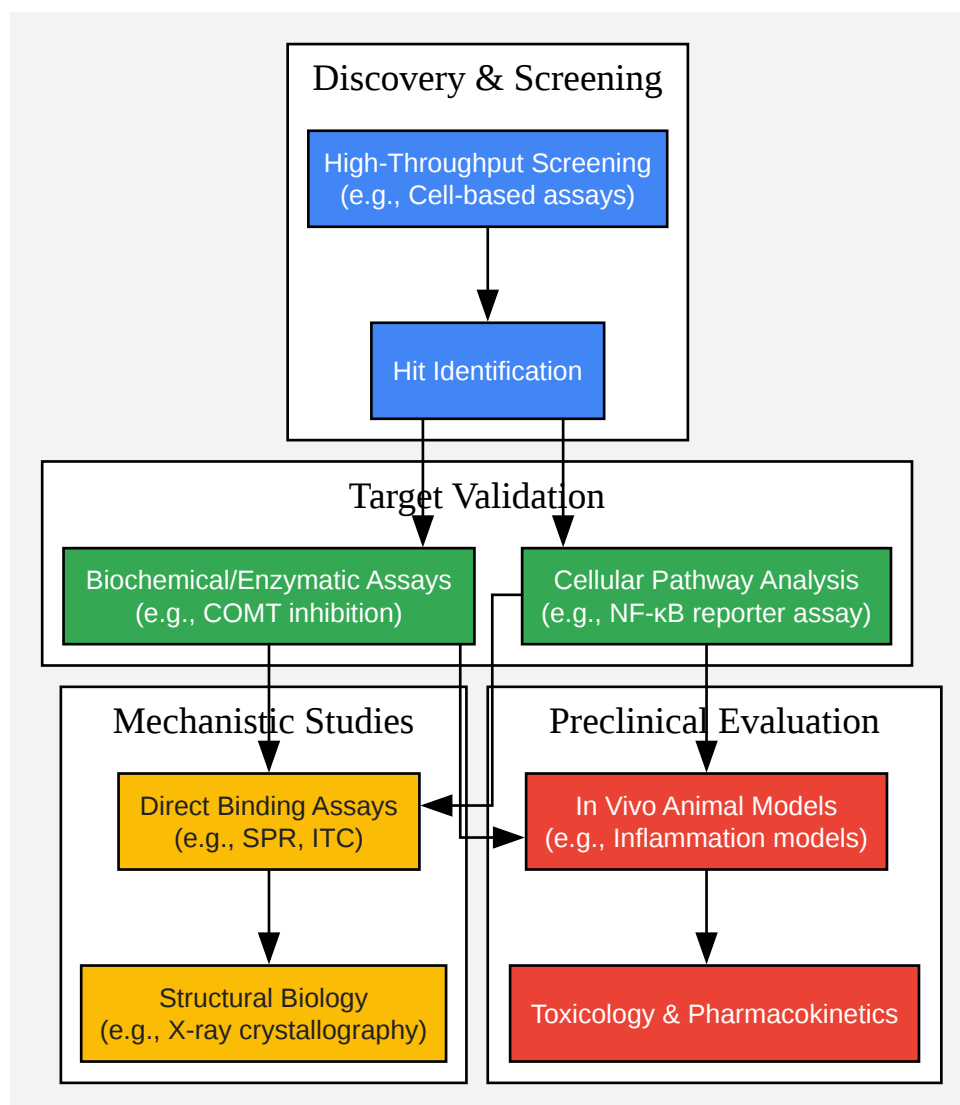 Discovery & Screening
High-Throughput Screening
(e.g., Cell-based assays)
Hit Identification
Target Validation
Biochemical/Enzymatic Assays
(e.g., COMT inhibition)
Cellular Pathway Analysis
(e.g., NF-κB reporter assay)
Mechanistic Studies
Direct Binding Assays
(e.g., SPR, ITC)
Structural Biology
(e.g., X-ray crystallography)
Preclinical Evaluation
In Vivo Animal Models
(e.g., Inflammation models)
Toxicology & Pharmacokinetics